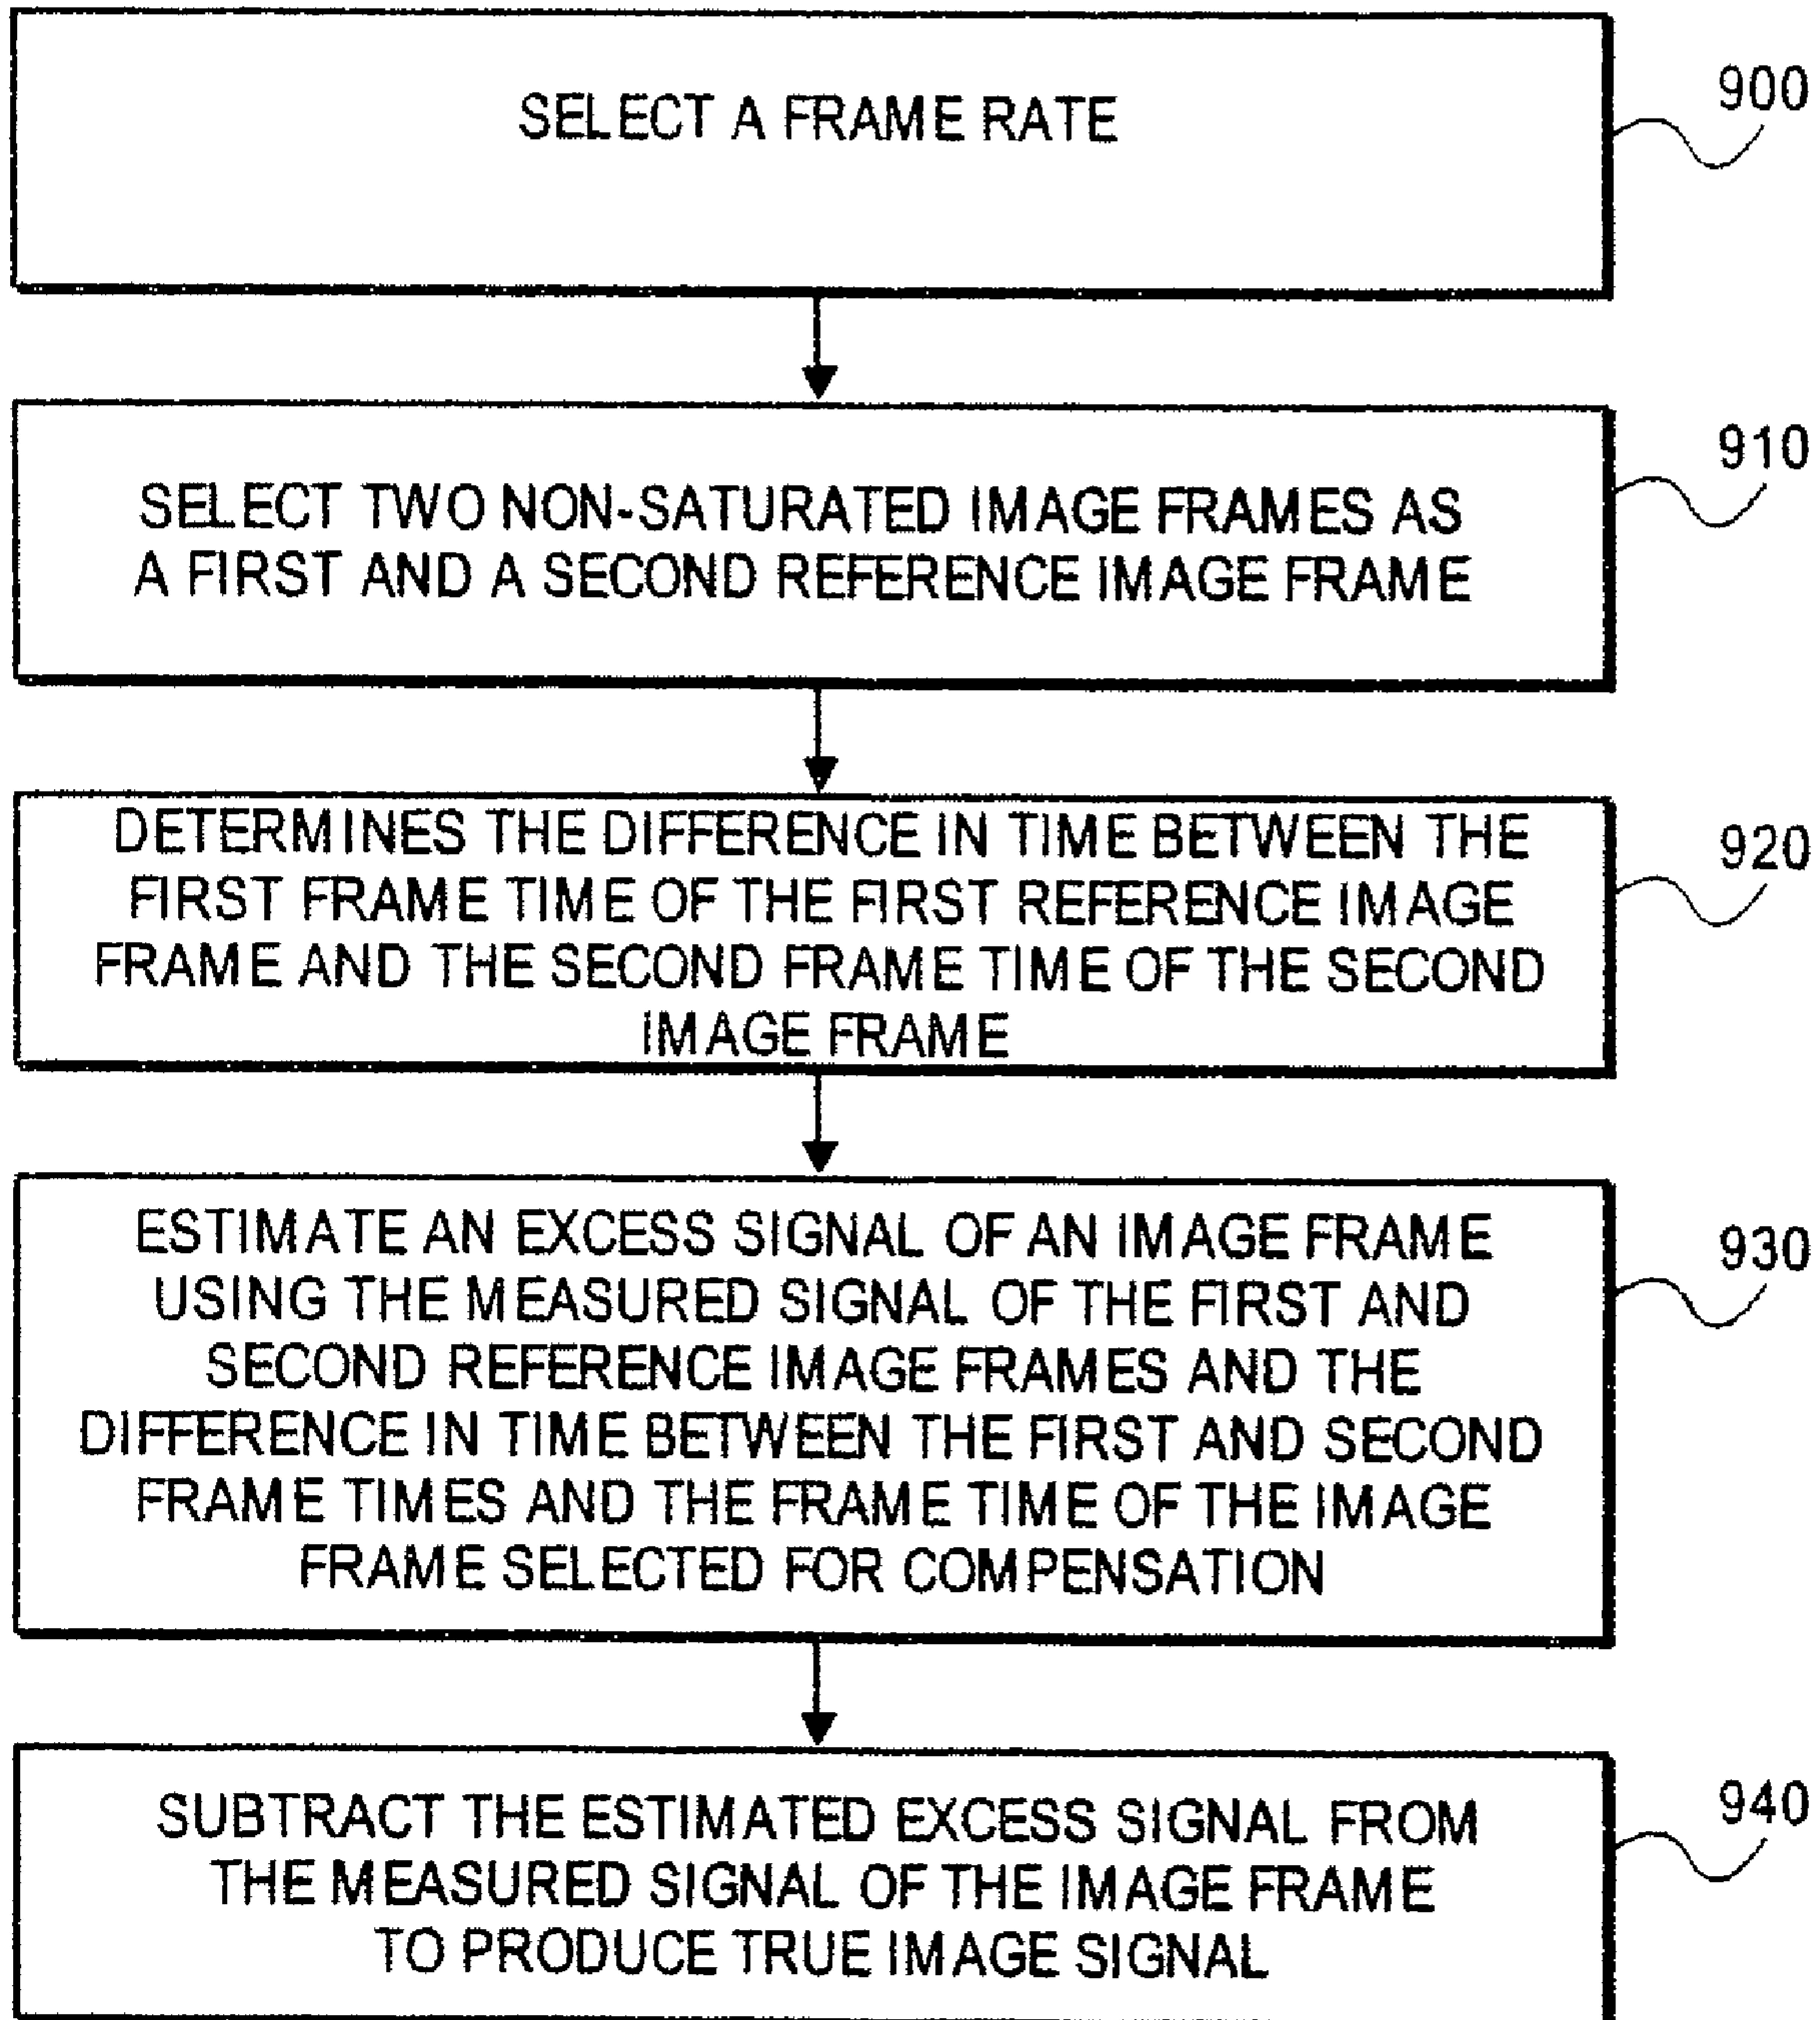 SELECT A FRAME RATE
900
SELECT TWO NON-SATURATED IMAGE FRAMES AS
A FIRST AND A SECOND REFERENCE IMAGE FRAME
910
DETERMINES THE DIFFERENCE IN TIME BETWEEN THE
FIRST FRAME TIME OF THE FIRST REFERENCE IMAGE
FRAME AND THE SECOND FRAME TIME OF THE SECOND
IMAGE FRAME
920
ESTIMATE AN EXCESS SIGNAL OF AN IMAGE FRAME
USING THE MEASURED SIGNAL OF THE FIRST AND
SECOND REFERENCE IMAGE FRAMES AND THE
DIFFERENCE IN TIME BETWEEN THE FIRST AND SECOND
FRAME TIMES AND THE FRAME TIME OF THE IMAGE
FRAME SELECTED FOR COMPENSATION
930
SUBTRACT THE ESTIMATED EXCESS SIGNAL FROM
THE MEASURED SIGNAL OF THE IMAGE FRAME
TO PRODUCE TRUE IMAGE SIGNAL
940